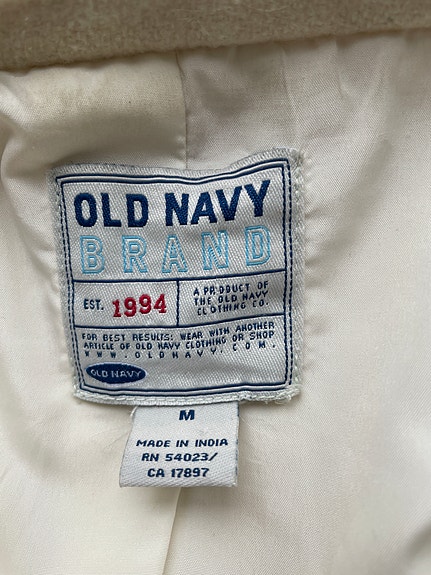 OLD NAVY
BRAND
EST. 1994
A PRODUCT OF
THE OLD NAVY
CLOTHING CO.
FOR BEST RESULTS: WEAR WITH ANOTHER
ARTICLE OF OLD NAVY CLOTHING OR SHOP
WWW.OLDNAVY.COM.
OLD NAVY
M
MADE IN INDIA
RN 54023/
CA 17897